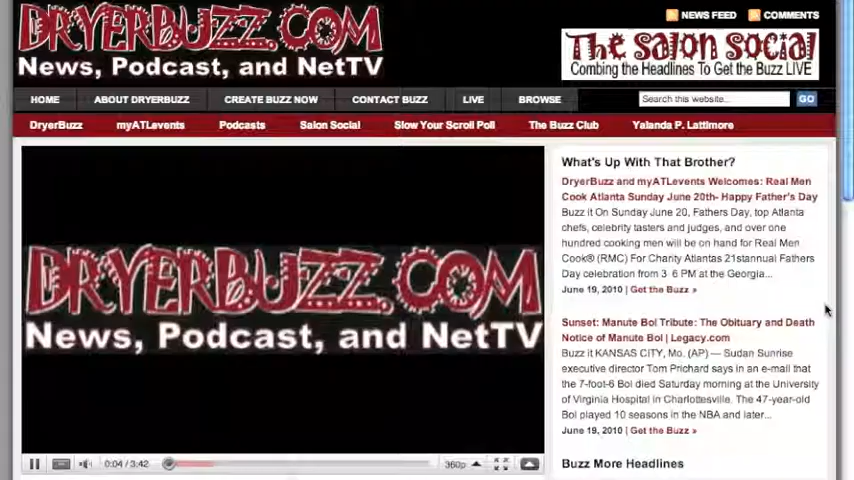 DRYERBUZZ.COM
News, Podcast, and NetTV
NEWS FEED
COMMENTS
The Salon Social
Combing the Headlines To Get the Buzz LIVE
HOME
ABOUT DRYERBUZZ
CREATE BUZZ NOW
CONTACT BUZZ
LIVE
BROWSE
Search this website...
GO
DryerBuzz
myATLevents
Podcasts
Salon Social
Slow Your Scroll Poll
The Buzz Club
Yalanda P. Lattimore
DRYERBUZZ.COM
News, Podcast, and NetTV
0:04 / 3:42
360p
What's Up With That Brother?
DryerBuzz and myATLevents Welcomes: Real Men
Cook Atlanta Sunday June 20th- Happy Father's Day
Buzz it On Sunday June 20, Fathers Day, top Atlanta
chefs, celebrity tasters and judges, and over one
hundred cooking men will be on hand for Real Men
Cook® (RMC) For Charity Atlantas 21stannual Fathers
Day celebration from 3 6 PM at the Georgia...
June 19, 2010 | Get the Buzz »
Sunset: Manute Bol Tribute: The Obituary and Death
Notice of Manute Bol | Legacy.com
Buzz it KANSAS CITY, Mo. (AP) — Sudan Sunrise
executive director Tom Prichard says in an e-mail that
the 7-foot-6 Bol died Saturday morning at the University
of Virginia Hospital in Charlottesville. The 47-year-old
Bol played 10 seasons in the NBA and later...
June 19, 2010 | Get the Buzz »
Buzz More Headlines